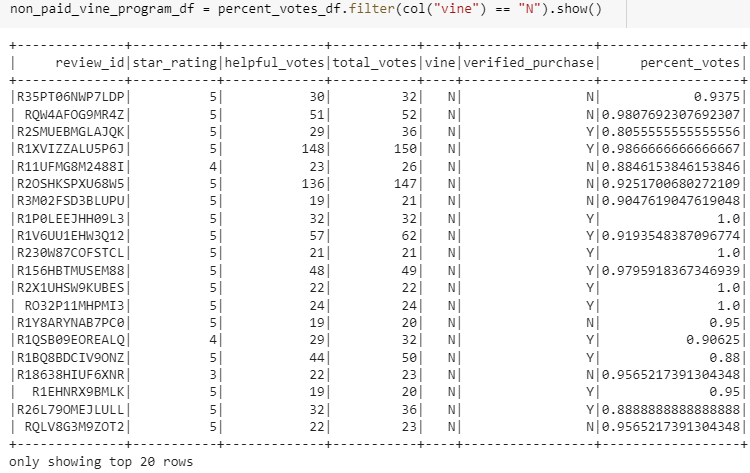 non_paid_vine_program_df = percent_votes_df.filter(col("vine") == "N").show()
+--------------+-----------+-------------+-----------+----+-----------------+------------------+
|     review_id|star_rating|helpful_votes|total_votes|vine|verified_purchase|     percent_votes|
+--------------+-----------+-------------+-----------+----+-----------------+------------------+
|R35PT06NWP7LDP|          5|           30|         32|   N|                N|            0.9375|
| RQW4AFOG9MR4Z|          5|           51|         52|   N|                N|0.9807692307692307|
|R2SMUEBMGLAJQK|          5|           29|         36|   N|                Y|0.8055555555555556|
|R1XVIZZALU5P6J|          5|          148|        150|   N|                Y|0.9866666666666667|
|R11UFMG8M2488I|          4|           23|         26|   N|                N|0.8846153846153846|
|R2OSHKSPXU68W5|          5|          136|        147|   N|                N|0.9251700680272109|
|R3M02FSD3BLUPU|          5|           19|         21|   N|                N|0.9047619047619048|
|R1P0LEEJHH09L3|          5|           32|         32|   N|                Y|               1.0|
|R1V6UU1EHW3Q12|          5|           57|         62|   N|                Y|0.9193548387096774|
|R230W87COFSTCL|          5|           21|         21|   N|                Y|               1.0|
|R156HBTMUSEM88|          5|           48|         49|   N|                Y|0.9795918367346939|
|R2X1UHSW9KUBES|          5|           22|         22|   N|                Y|               1.0|
| RO32P11MHPMI3|          5|           24|         24|   N|                Y|               1.0|
|R1Y8ARYNAB7PC0|          5|           19|         20|   N|                N|              0.95|
|R1QSB09EOREALQ|          4|           29|         32|   N|                Y|           0.90625|
|R1BQ8BDCIV9ONZ|          5|           44|         50|   N|                Y|              0.88|
|R18638HIUF6XNR|          3|           22|         23|   N|                N|0.9565217391304348|
|  R1EHNRX9BMLK|          5|           19|         20|   N|                Y|              0.95|
|R26L79OMEJLULL|          5|           32|         36|   N|                Y|0.8888888888888888|
| RQLV8G3M9ZOT2|          5|           22|         23|   N|                N|0.9565217391304348|
+--------------+-----------+-------------+-----------+----+-----------------+------------------+
only showing top 20 rows